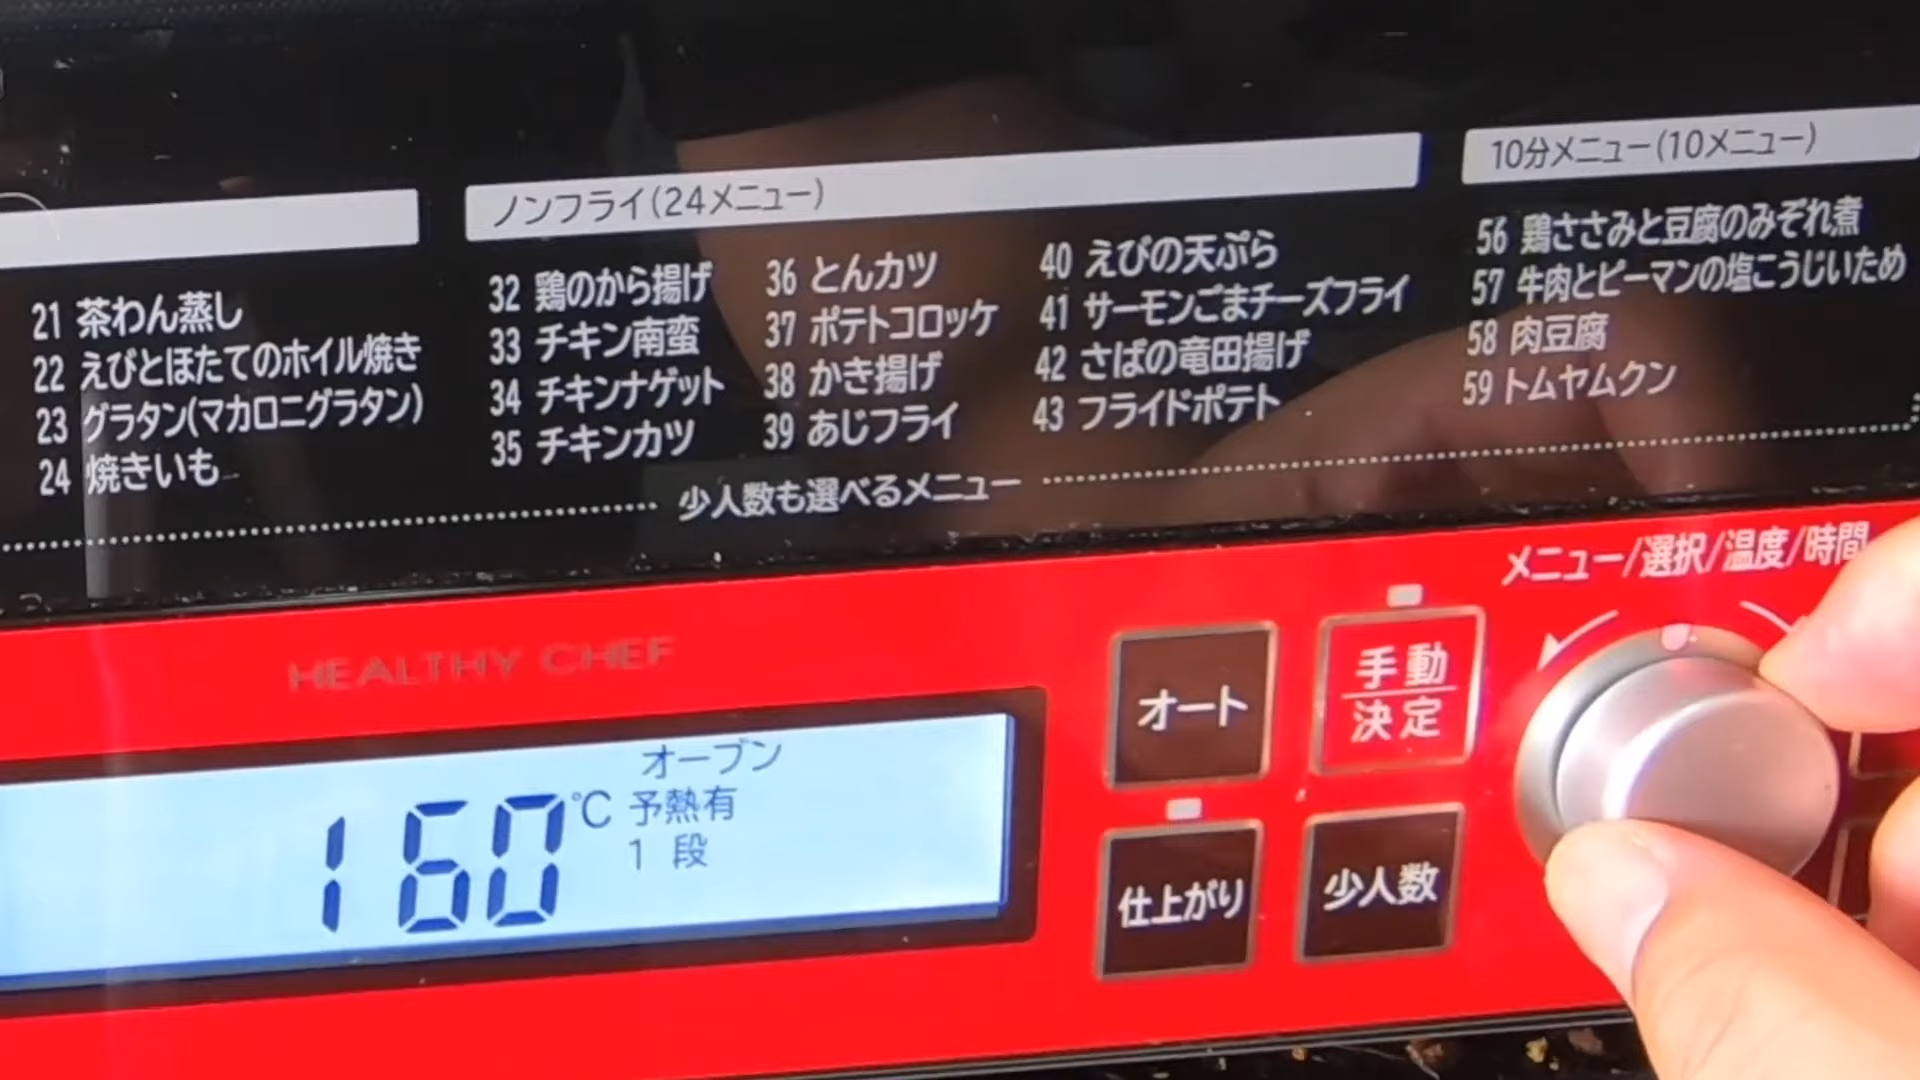 ノンフライ(24メニュー)
10分メニュー(10メニュー)
21 茶わん蒸し
22 えびとほたてのホイル焼き
23 グラタン(マカロニグラタン)
24 焼きいも
32 鶏のから揚げ
33 チキン南蛮
34 チキンナゲット
35 チキンカツ
36 とんカツ
37 ポテトコロッケ
38 かき揚げ
39 あじフライ
40 えびの天ぷら
41 サーモンごまチーズフライ
42 さばの竜田揚げ
43 フライドポテト
56 鶏ささみと豆腐のみぞれ煮
57 牛肉とピーマンの塩こうじいため
58 肉豆腐
59 トムヤムクン
少人数も選べるメニュー
メニュー/選択/温度/時間
HEALTHY CHEF
オーブン
160℃ 予熱有
1 段
オート
手動
決定
仕上がり
少人数